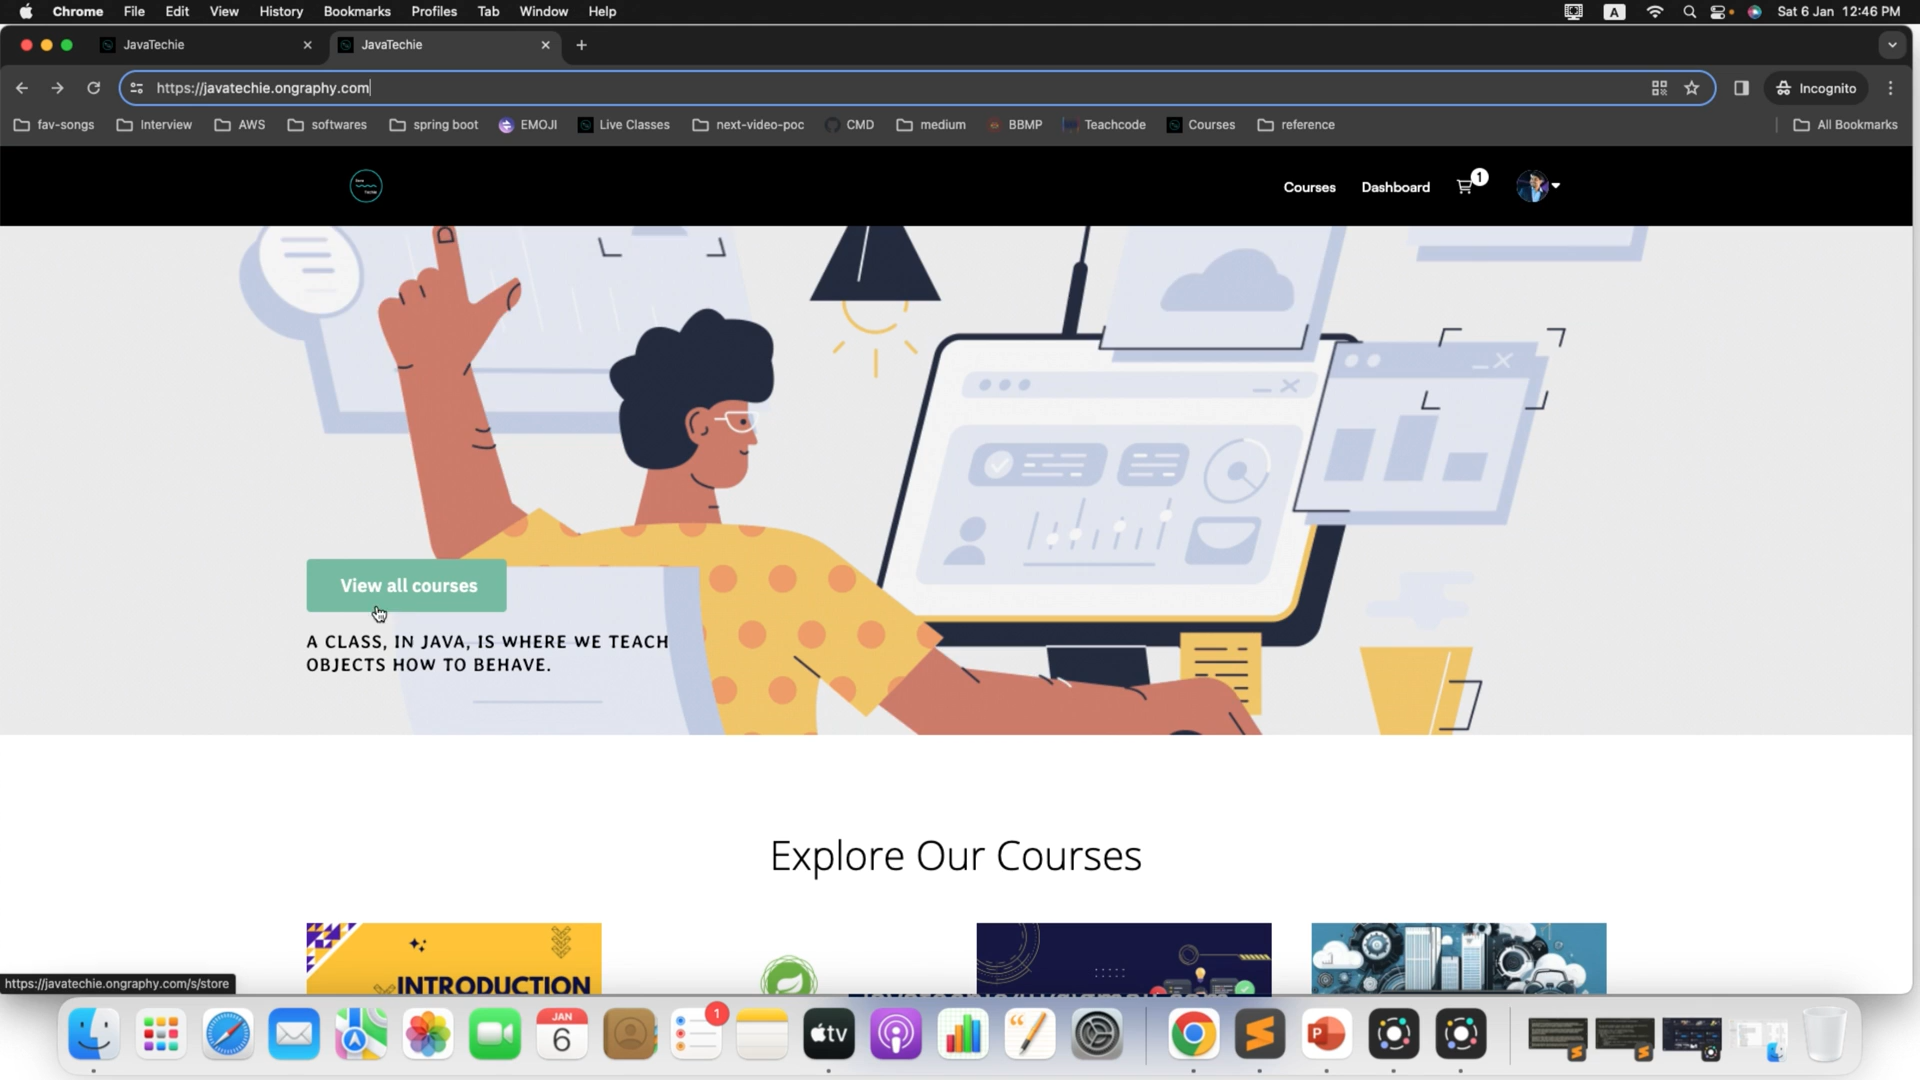 Chrome File Edit View History Bookmarks Profiles Tab Window Help A Sat 6 Jan 12:46 PM
JavaTechie JavaTechie
https://javatechie.ongraphy.com Incognito
fav-songs Interview AWS softwares spring boot EMOJI Live Classes next-video-poc CMD medium BBMP Teachcode Courses reference All Bookmarks
Courses Dashboard 1
View all courses
A CLASS, IN JAVA, IS WHERE WE TEACH
OBJECTS HOW TO BEHAVE.
Explore Our Courses
INTRODUCTION
https://javatechie.ongraphy.com/s/store
JAN
6
1
tv
P